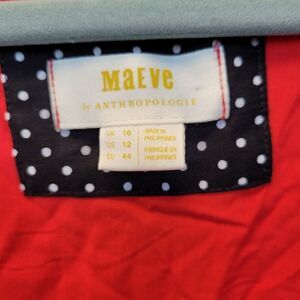 MAEVE
by ANTHROPOLOGIE
UK 16
US 12
EU 44
MADE IN
PHILIPPINES
FABRIQUÉ EN
PHILIPPINES